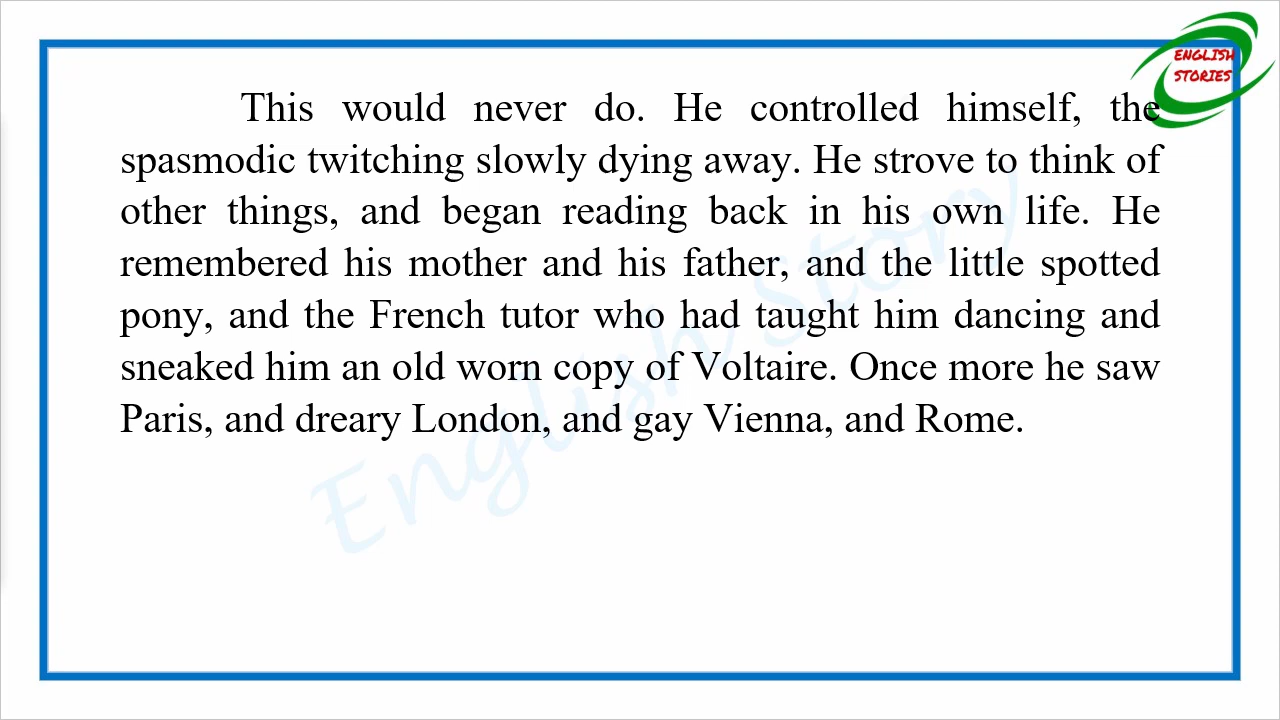 ENGLISH
STORIES
This would never do. He controlled himself, the
spasmodic twitching slowly dying away. He strove to think of
other things, and began reading back in his own life. He
remembered his mother and his father, and the little spotted
pony, and the French tutor who had taught him dancing and
sneaked him an old worn copy of Voltaire. Once more he saw
Paris, and dreary London, and gay Vienna, and Rome.
English Story